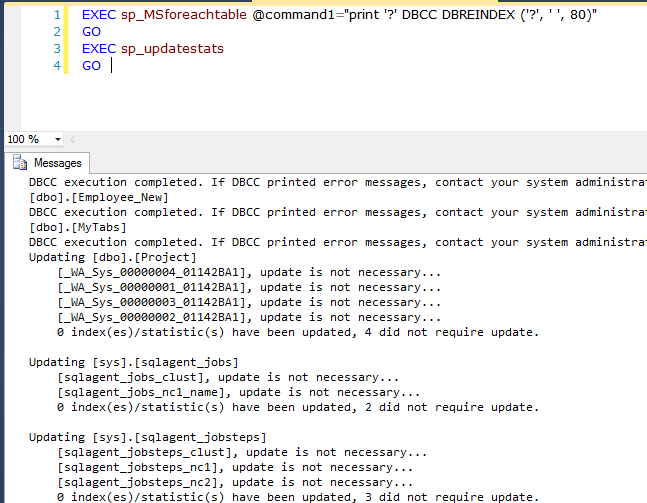 1 EXEC sp_MSforeachtable @command1="print '?' DBCC DBREINDEX ('?', ' ', 80)"
2 GO
3 EXEC sp_updatestats
4 GO
100 %
Messages
DBCC execution completed. If DBCC printed error messages, contact your system administra
[dbo].[Employee_New]
DBCC execution completed. If DBCC printed error messages, contact your system administra
[dbo].[MyTabs]
DBCC execution completed. If DBCC printed error messages, contact your system administra
Updating [dbo].[Project]
[_WA_Sys_00000004_01142BA1], update is not necessary...
[_WA_Sys_00000001_01142BA1], update is not necessary...
[_WA_Sys_00000003_01142BA1], update is not necessary...
[_WA_Sys_00000002_01142BA1], update is not necessary...
0 index(es)/statistic(s) have been updated, 4 did not require update.
Updating [sys].[sqlagent_jobs]
[sqlagent_jobs_clust], update is not necessary...
[sqlagent_jobs_nc1_name], update is not necessary...
0 index(es)/statistic(s) have been updated, 2 did not require update.
Updating [sys].[sqlagent_jobsteps]
[sqlagent_jobsteps_clust], update is not necessary...
[sqlagent_jobsteps_nc1], update is not necessary...
[sqlagent_jobsteps_nc2], update is not necessary...
0 index(es)/statistic(s) have been updated, 3 did not require update.